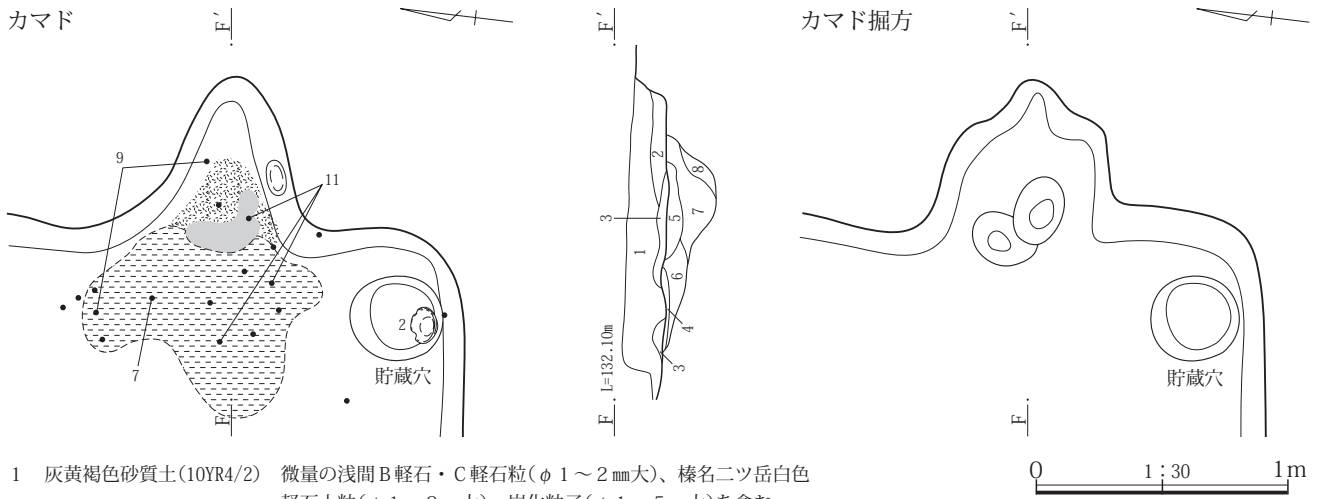 カマド
F′
F′
カマド掘方
F′
9
11
2
7
貯蔵穴
F
2
8
3
5
7
1
6
4
3
L=132.10m
F
貯蔵穴
F
1 灰黄褐色砂質土(10YR4/2) 微量の浅間Ｂ軽石・Ｃ軽石粒(φ１～２㎜大)、榛名二ツ岳白色
0 1：30 1m